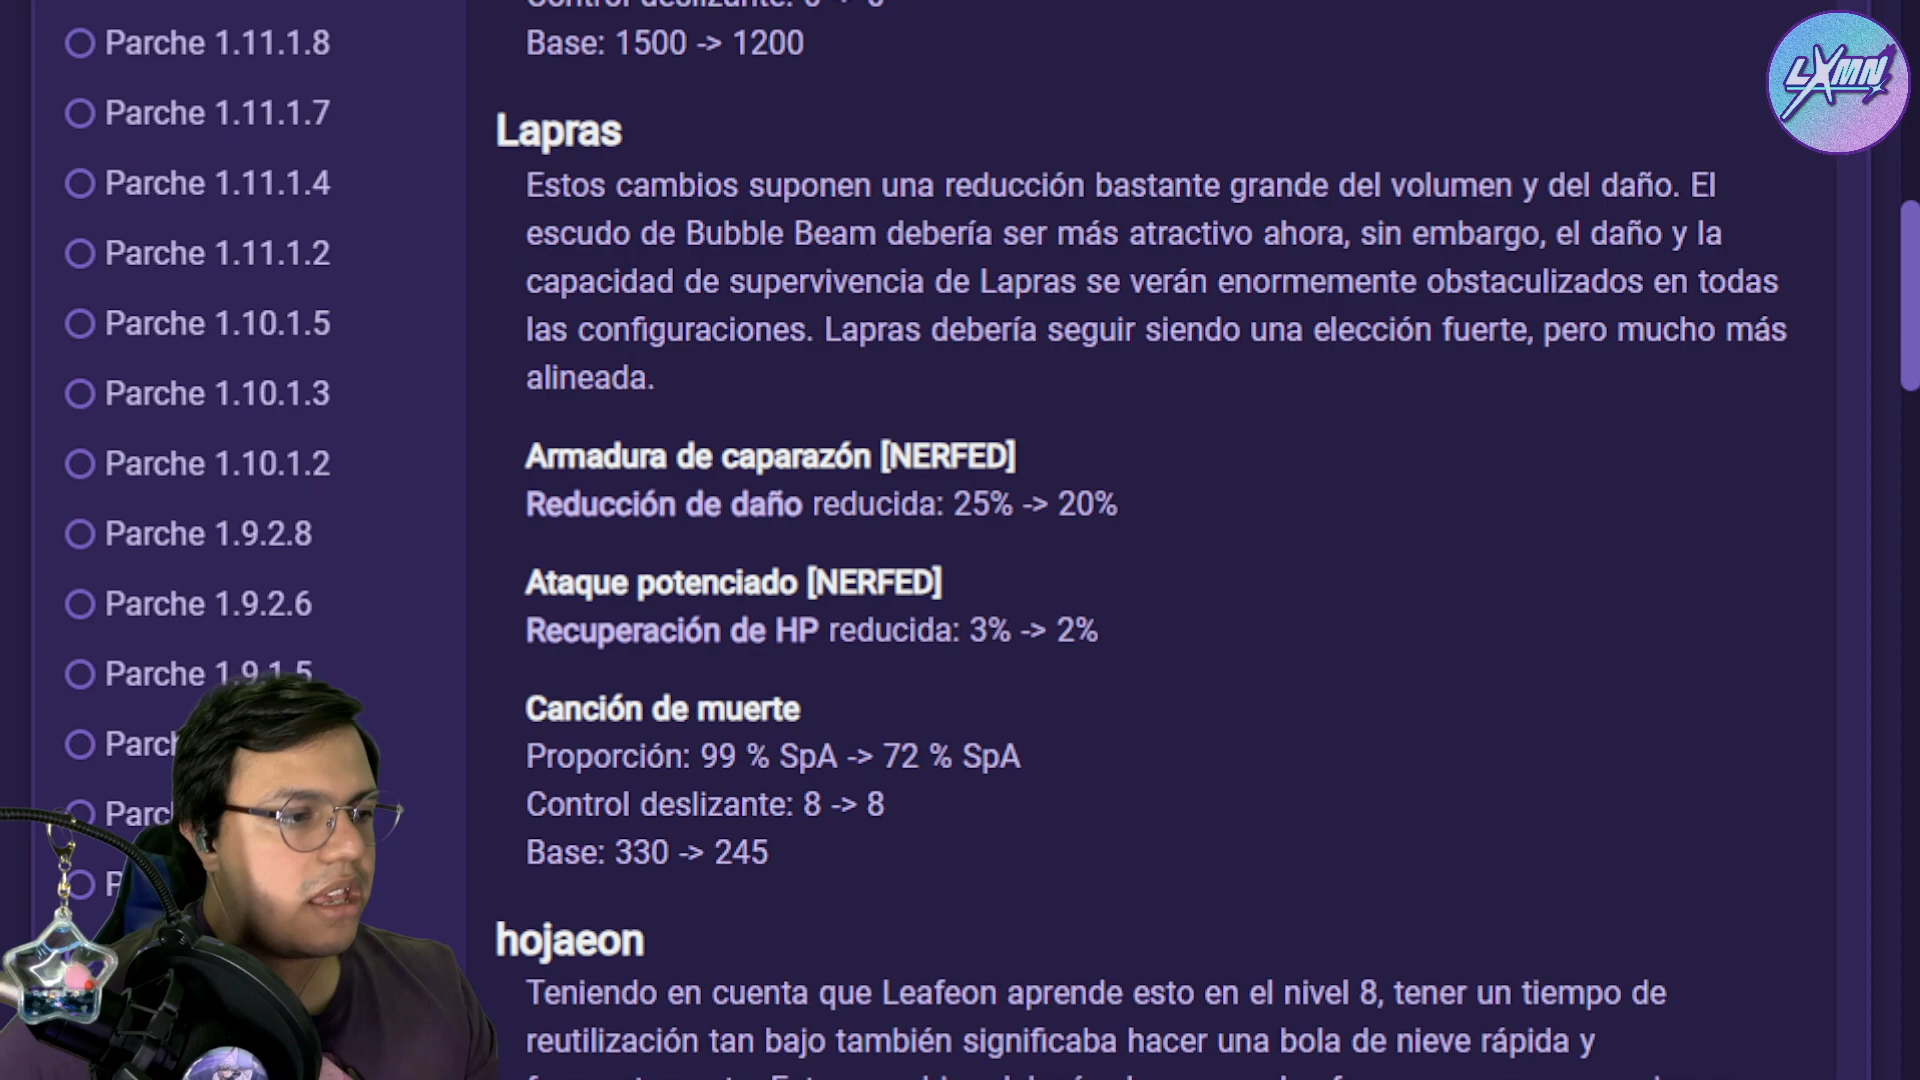 Parche 1.11.1.8
Parche 1.11.1.7
Parche 1.11.1.4
Parche 1.11.1.2
Parche 1.10.1.5
Parche 1.10.1.3
Parche 1.10.1.2
Parche 1.9.2.8
Parche 1.9.2.6
Parche 1.9.1.5
Base: 1500 -> 1200
Lapras
Estos cambios suponen una reducción bastante grande del volumen y del daño. El
escudo de Bubble Beam debería ser más atractivo ahora, sin embargo, el daño y la
capacidad de supervivencia de Lapras se verán enormemente obstaculizados en todas
las configuraciones. Lapras debería seguir siendo una elección fuerte, pero mucho más
alineada.
Armadura de caparazón [NERFED]
Reducción de daño reducida: 25% -> 20%
Ataque potenciado [NERFED]
Recuperación de HP reducida: 3% -> 2%
Canción de muerte
Proporción: 99 % SpA -> 72 % SpA
Control deslizante: 8 -> 8
Base: 330 -> 245
hojaeon
Teniendo en cuenta que Leafeon aprende esto en el nivel 8, tener un tiempo de
reutilización tan bajo también significaba hacer una bola de nieve rápida y
LXMN